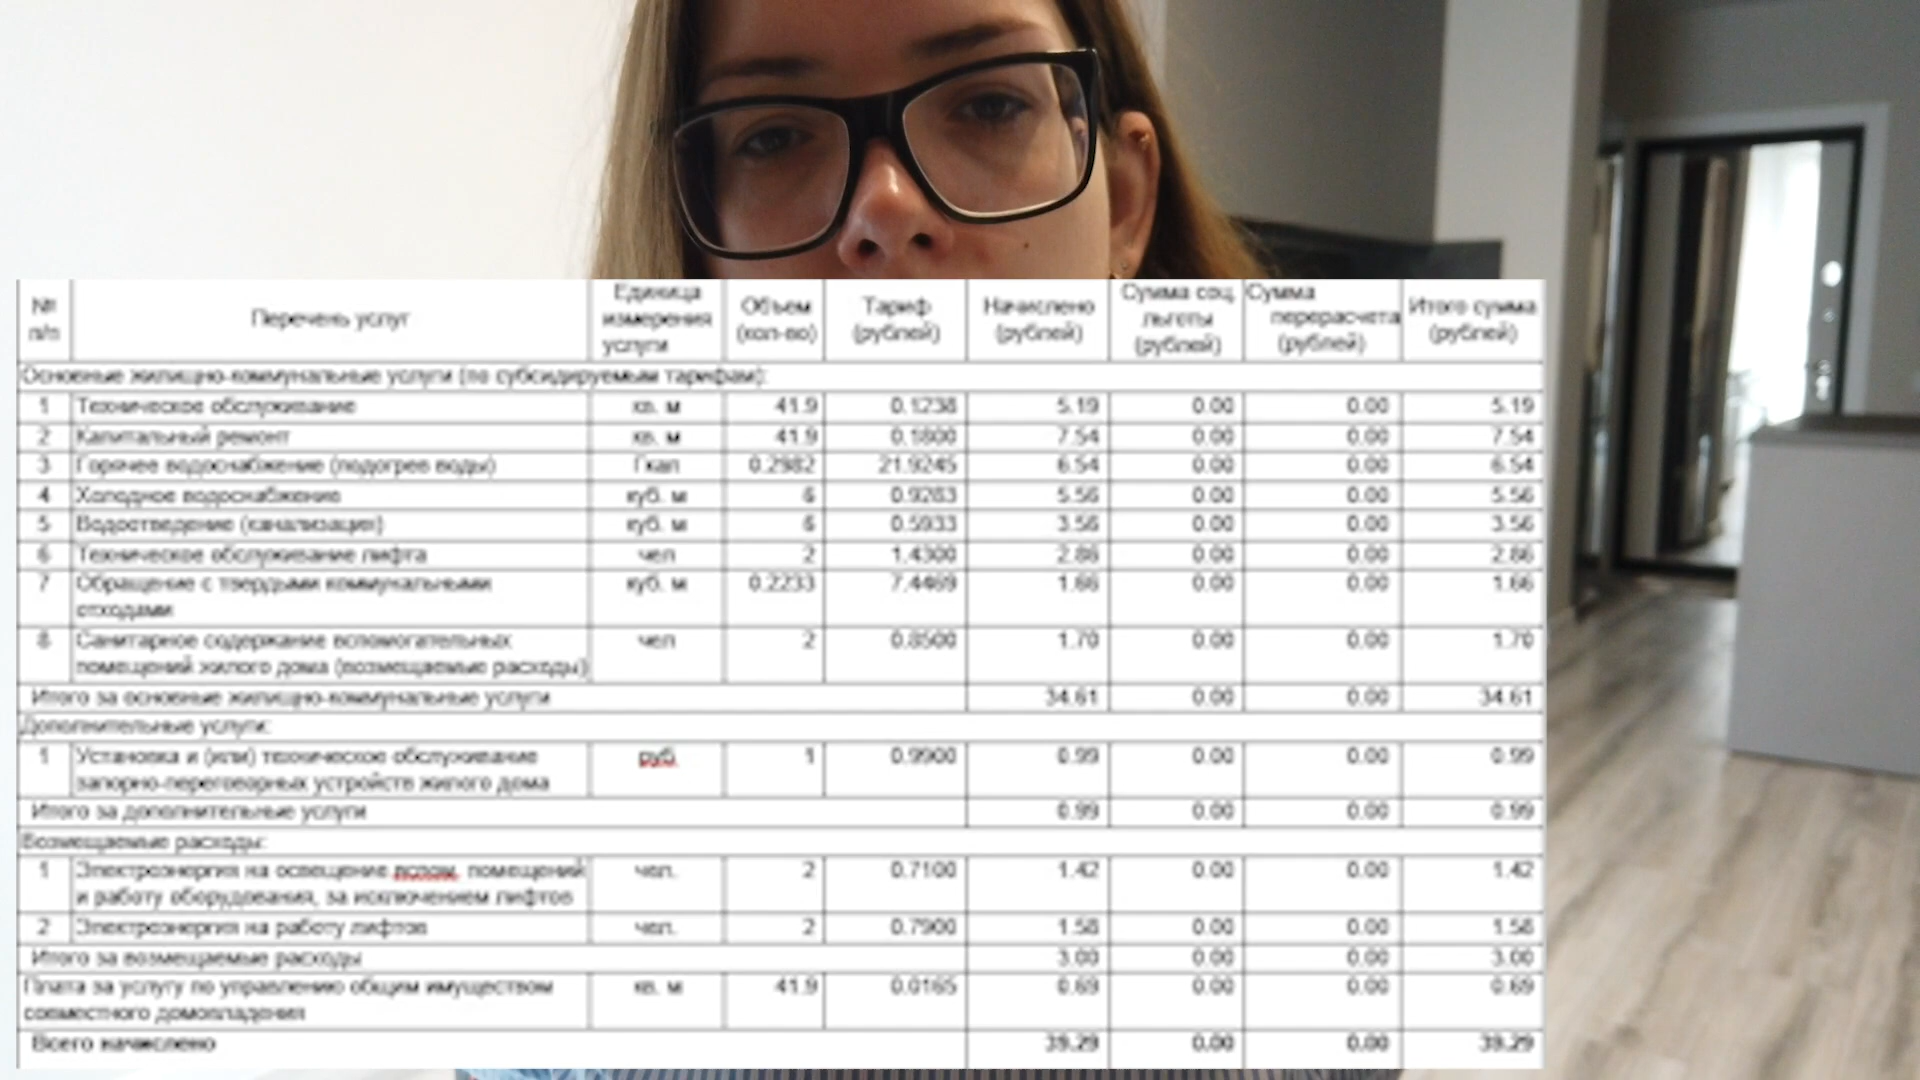 № п/п Перечень услуг Единица измерения услуги Объем (кол-во) Тариф (рублей) Начислено (рублей) Сумма соц. льготы (рублей) Сумма перерасчета (рублей) Итого сумма (рублей)
Основные жилищно-коммунальные услуги (по субсидируемым тарифам):
1 Техническое обслуживание кв. м 41.9 0.1238 5.19 0.00 0.00 5.19
2 Капитальный ремонт кв. м 41.9 0.1800 7.54 0.00 0.00 7.54
3 Горячее водоснабжение (подогрев воды) Гкал 0.2982 21.9245 6.54 0.00 0.00 6.54
4 Холодное водоснабжение куб. м 6 0.9263 5.56 0.00 0.00 5.56
5 Водоотведение (канализация) куб. м 6 0.5933 3.56 0.00 0.00 3.56
6 Техническое обслуживание лифта чел 2 1.4300 2.86 0.00 0.00 2.86
7 Обращение с твердыми коммунальными куб. м 0.2233 7.4469 1.66 0.00 0.00 1.66
отходами
8 Санитарное содержание вспомогательных чел 2 0.8500 1.70 0.00 0.00 1.70
помещений жилого дома (возмещаемые расходы)
Итого за основные жилищно-коммунальные услуги 34.61 0.00 0.00 34.61
Дополнительные услуги:
1 Установка и (или) техническое обслуживание руб. 1 0.9900 0.99 0.00 0.00 0.99
запорно-переговорных устройств жилого дома
Итого за дополнительные услуги 0.99 0.00 0.00 0.99
Возмещаемые расходы:
1 Электроэнергия на освещение вспом. помещений чел. 2 0.7100 1.42 0.00 0.00 1.42
и работу оборудования, за исключением лифтов
2 Электроэнергия на работу лифтов чел. 2 0.7900 1.58 0.00 0.00 1.58
Итого за возмещаемые расходы 3.00 0.00 0.00 3.00
Плата за услугу по управлению общим имуществом кв. м 41.9 0.0165 0.69 0.00 0.00 0.69
совместного домовладения
Всего начислено 39.29 0.00 0.00 39.29